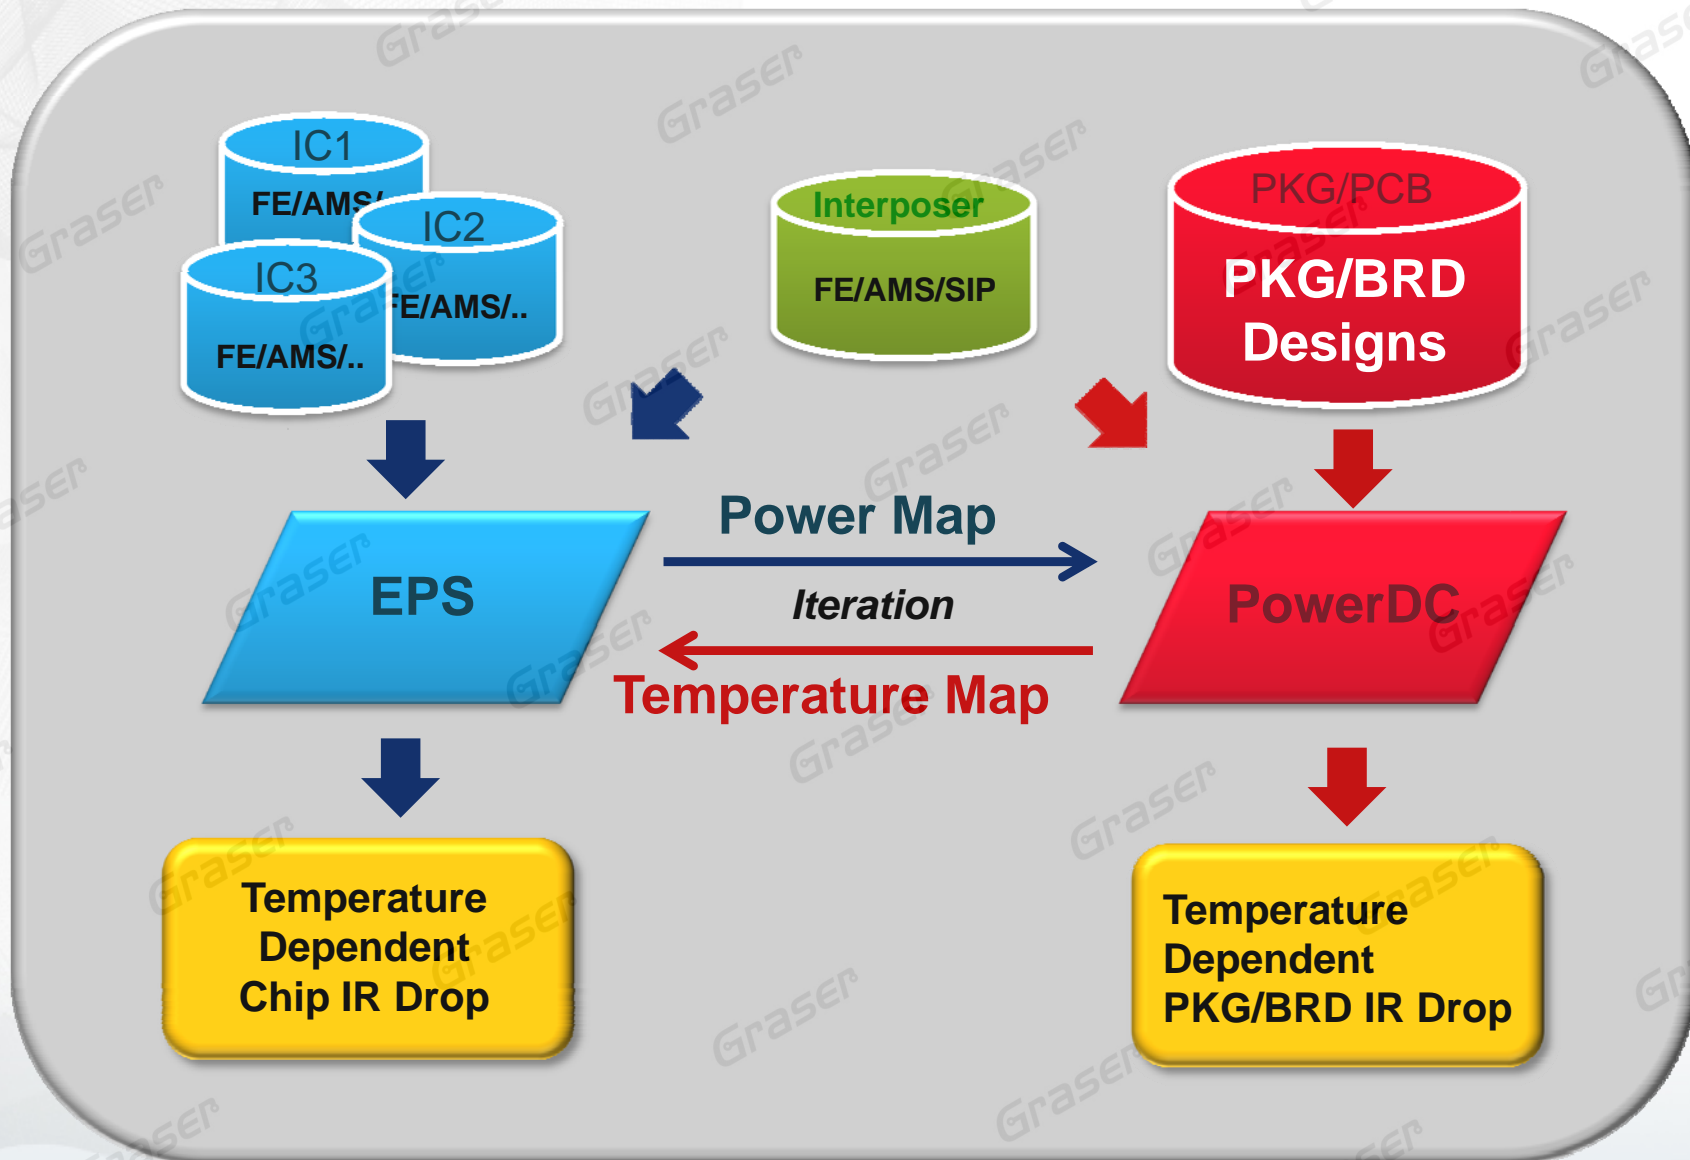 IC1
FE/AMS/
IC2
FE/AMS/..
IC3
FE/AMS/..
Interposer
FE/AMS/SIP
PKG/PCB
PKG/BRD
Designs
EPS
Power Map
Iteration
Temperature Map
PowerDC
Temperature
Dependent
Chip IR Drop
Temperature
Dependent
PKG/BRD IR Drop
Graser